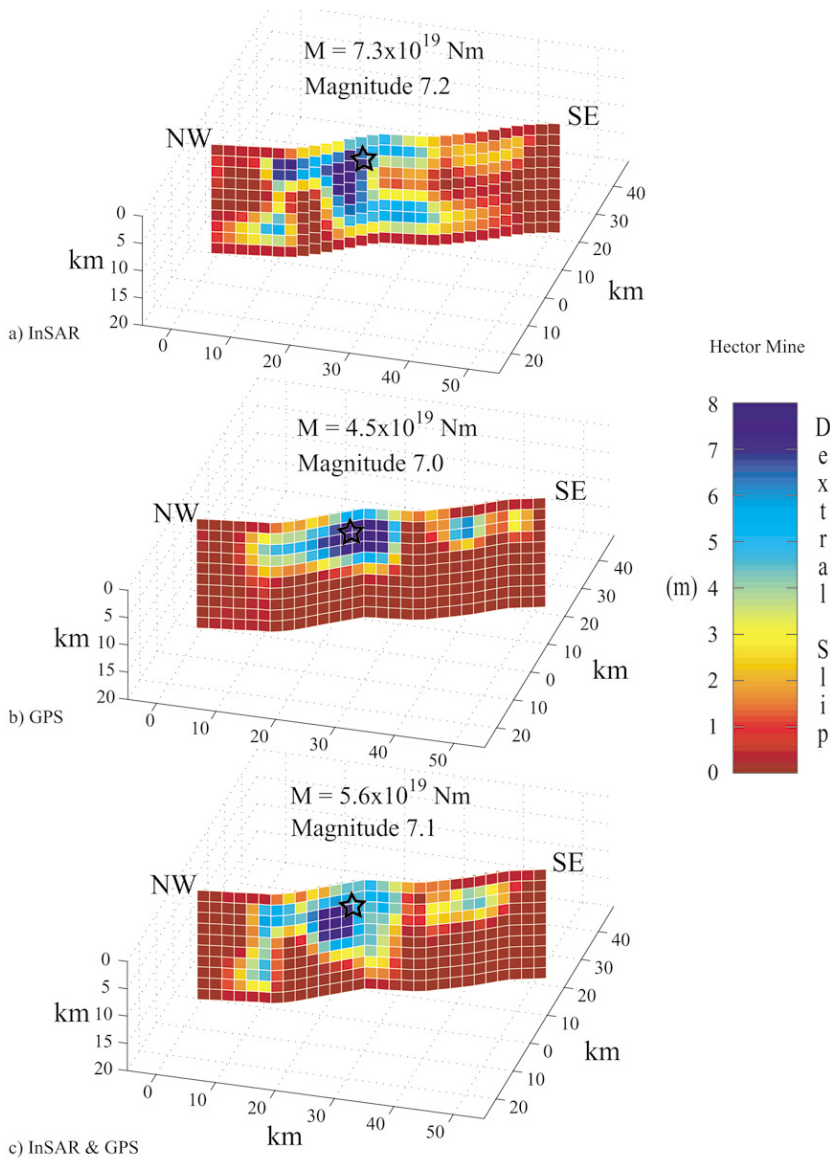 M = 7.3x10^19 Nm
Magnitude 7.2
NW
SE
0
5
10
15
20
km
0
10
20
30
40
50
40
30
20
10
0
10
20
km
a) InSAR
M = 4.5x10^19 Nm
Magnitude 7.0
NW
SE
0
5
10
15
20
km
0
10
20
30
40
50
40
30
20
10
0
10
20
km
b) GPS
Hector Mine
8
7
6
5
4
3
2
1
0
(m)
Dextral Slip
M = 5.6x10^19 Nm
Magnitude 7.1
NW
SE
0
5
10
15
20
km
0
10
20
30
40
50
km
40
30
20
10
0
10
20
km
c) InSAR & GPS